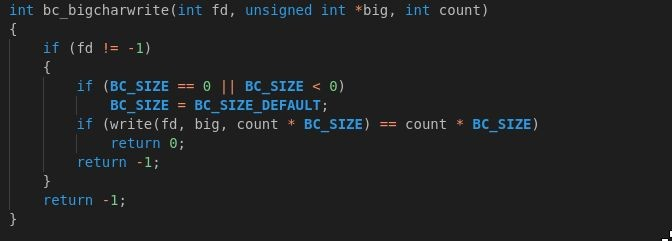 int bc_bigcharwrite(int fd, unsigned int *big, int count)
{
    if (fd != -1)
    {
        if (BC_SIZE == 0 || BC_SIZE < 0)
            BC_SIZE = BC_SIZE_DEFAULT;
        if (write(fd, big, count * BC_SIZE) == count * BC_SIZE)
            return 0;
        return -1;
    }
    return -1;
}